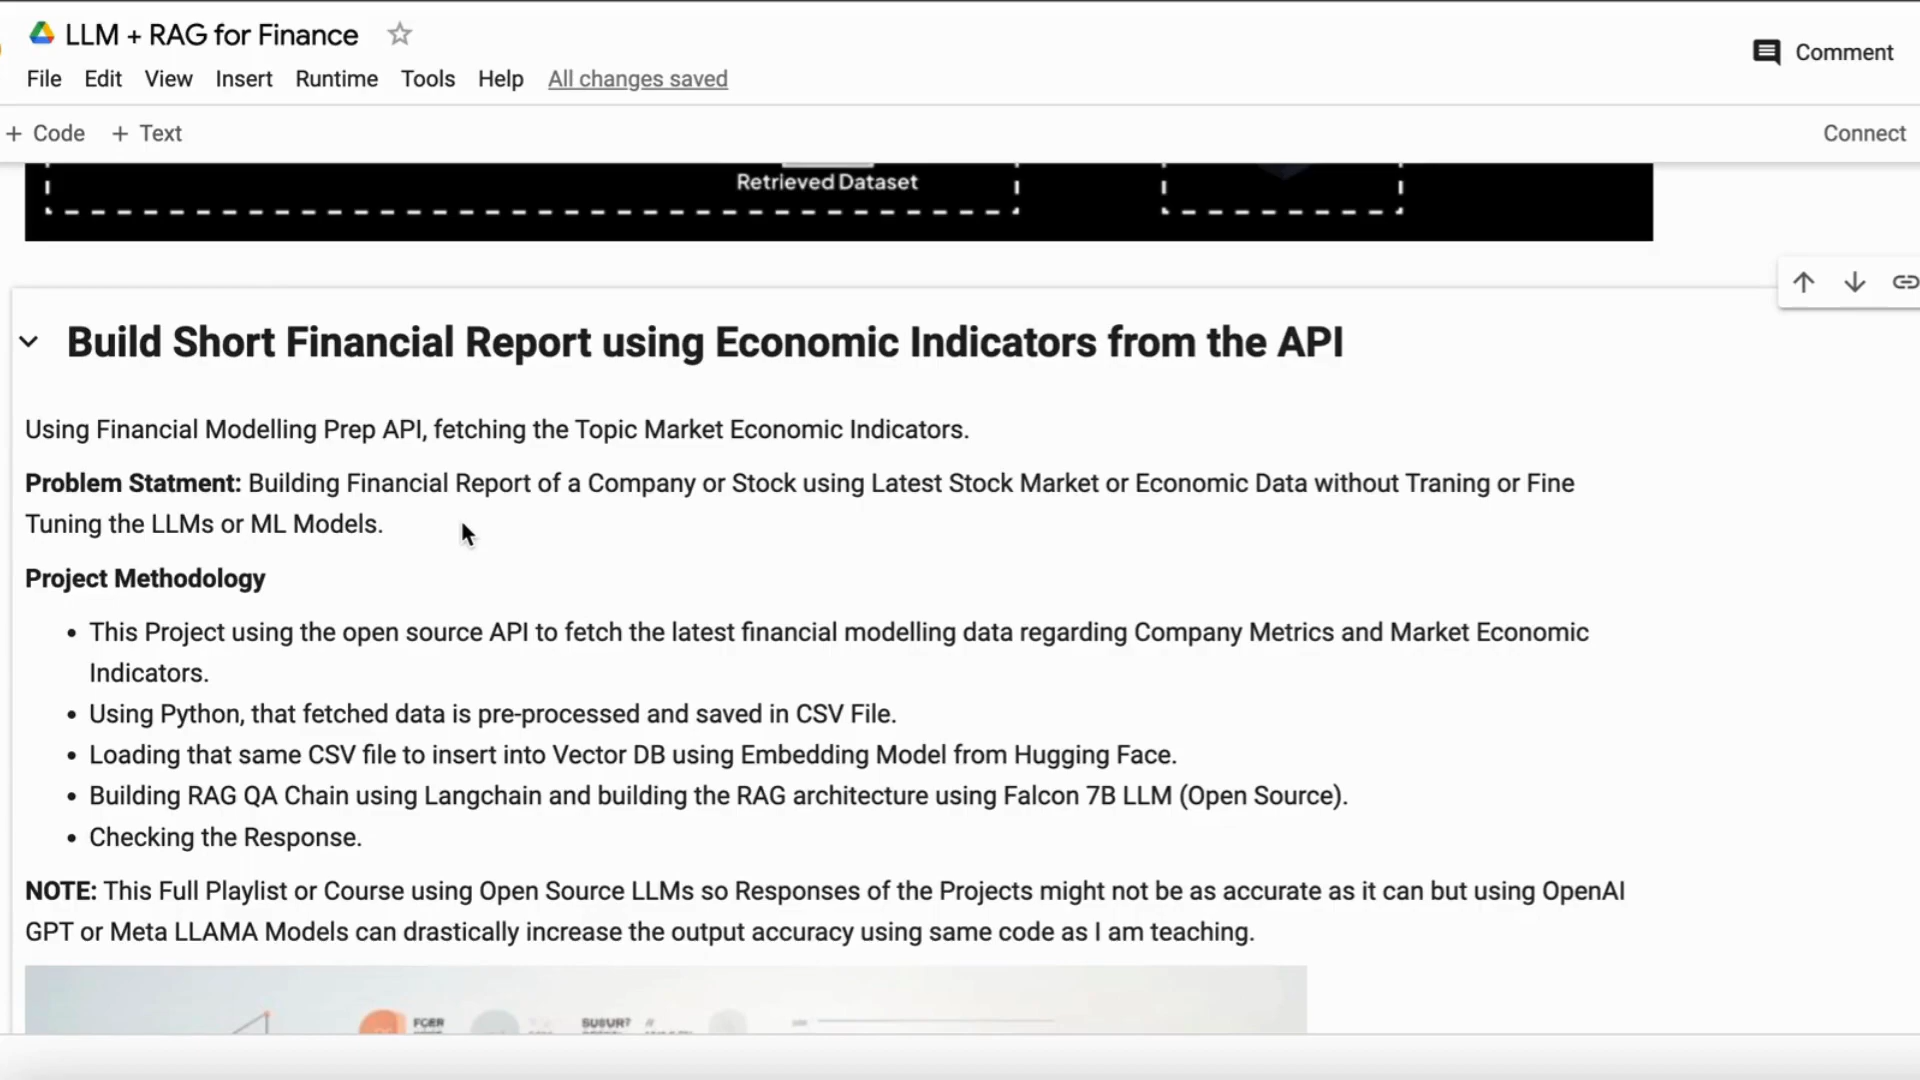 LLM + RAG for Finance
Comment
File Edit View Insert Runtime Tools Help All changes saved
+ Code + Text
Connect
Retrieved Dataset
Build Short Financial Report using Economic Indicators from the API
Using Financial Modelling Prep API, fetching the Topic Market Economic Indicators.
Problem Statment: Building Financial Report of a Company or Stock using Latest Stock Market or Economic Data without Traning or Fine
Tuning the LLMs or ML Models.
Project Methodology
• This Project using the open source API to fetch the latest financial modelling data regarding Company Metrics and Market Economic
Indicators.
• Using Python, that fetched data is pre-processed and saved in CSV File.
• Loading that same CSV file to insert into Vector DB using Embedding Model from Hugging Face.
• Building RAG QA Chain using Langchain and building the RAG architecture using Falcon 7B LLM (Open Source).
• Checking the Response.
NOTE: This Full Playlist or Course using Open Source LLMs so Responses of the Projects might not be as accurate as it can but using OpenAI
GPT or Meta LLAMA Models can drastically increase the output accuracy using same code as I am teaching.
FCER SUSUR?